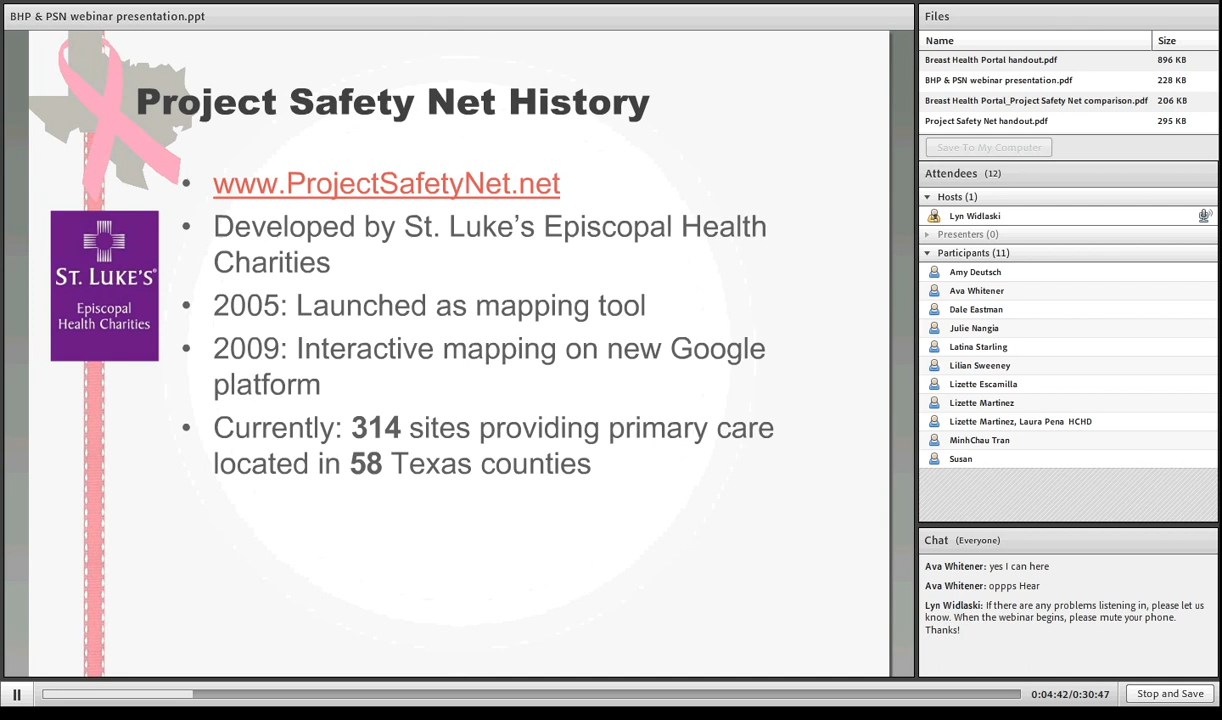 BHP & PSN webinar presentation.ppt
Project Safety Net History
• www.ProjectSafetyNet.net
• Developed by St. Luke’s Episcopal Health
Charities
• 2005: Launched as mapping tool
• 2009: Interactive mapping on new Google
platform
• Currently: 314 sites providing primary care
located in 58 Texas counties
ST. LUKE'S®
Episcopal
Health Charities
Files
Name Size
Breast Health Portal handout.pdf 896 KB
BHP & PSN webinar presentation.pdf 228 KB
Breast Health Portal_Project Safety Net comparison.pdf 206 KB
Project Safety Net handout.pdf 295 KB
Save To My Computer
Attendees (12)
Hosts (1)
Lyn Widlaski
Presenters (0)
Participants (11)
Amy Deutsch
Ava Whitener
Dale Eastman
Julie Nangia
Latina Starling
Lilian Sweeney
Lizette Escamilla
Lizette Martinez
Lizette Martinez, Laura Pena HCHD
MinhChau Tran
Susan
Chat (Everyone)
Ava Whitener: yes I can here
Ava Whitener: oppps Hear
Lyn Widlaski: If there are any problems listening in, please let us
know. When the webinar begins, please mute your phone.
Thanks!
0:04:42/0:30:47
Stop and Save